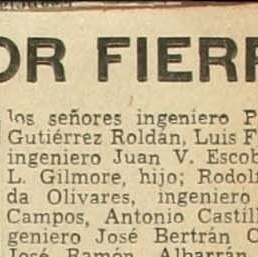 OR FIERR
los señores ingeniero P
Gutiérrez Roldán, Luis F
ingeniero Juan V. Escob
L. Gilmore, hijo; Rodolf
da Olivares, ingeniero
Campos, Antonio Castill
geniero José Bertrán C
José Ramón Albarrán